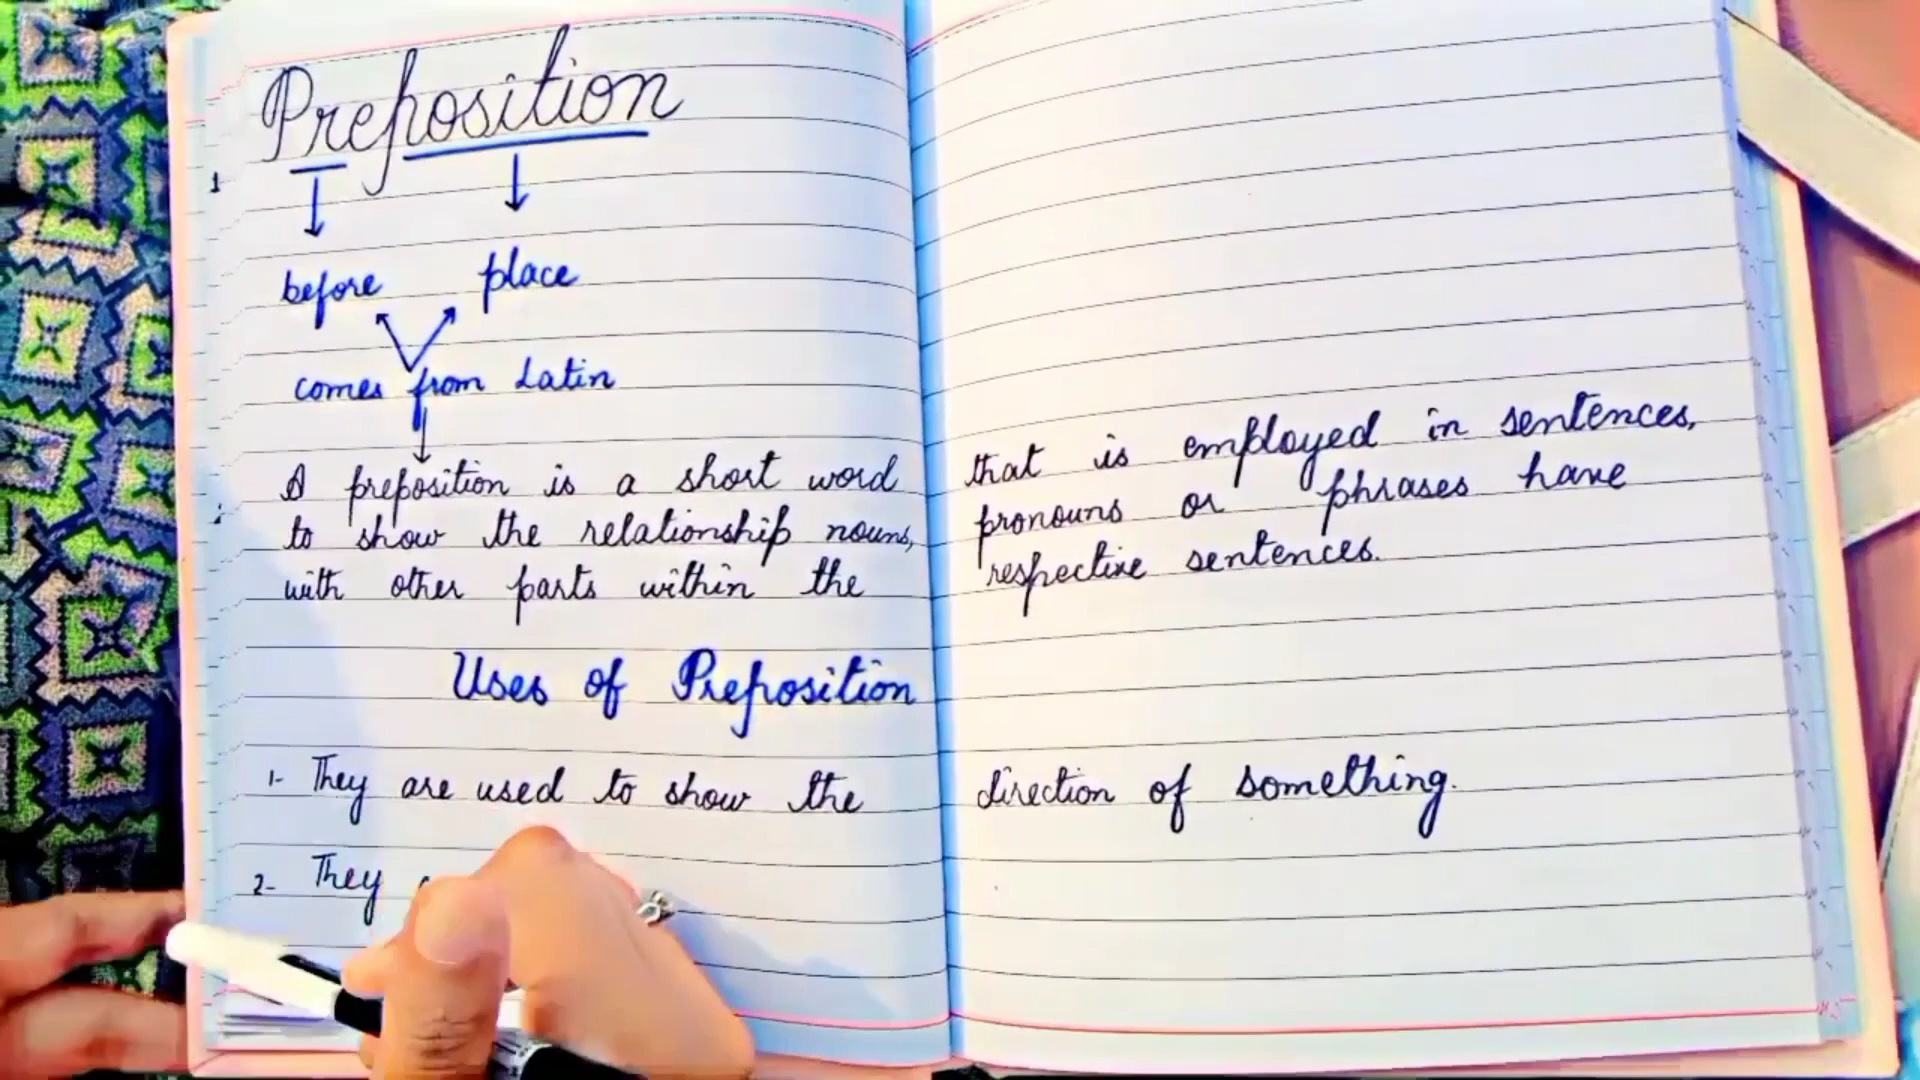 Preposition
before place
comes from Latin
A preposition is a short word that is employed in sentences,
to show the relationship nouns, pronouns or phrases have
with other parts within the respective sentences.
Uses of Preposition
1- They are used to show the direction of something.
2- They